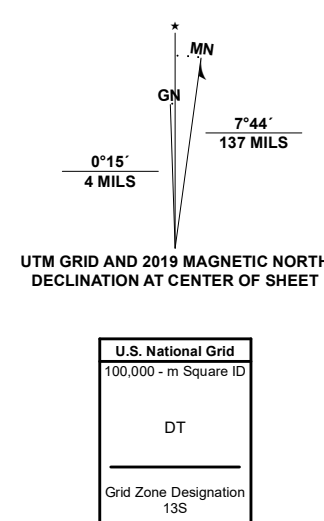 ★
MN
GN
7°44´
137 MILS
0°15´
4 MILS
UTM GRID AND 2019 MAGNETIC NORTH
DECLINATION AT CENTER OF SHEET
U.S. National Grid
100,000 - m Square ID
DT
Grid Zone Designation
13S